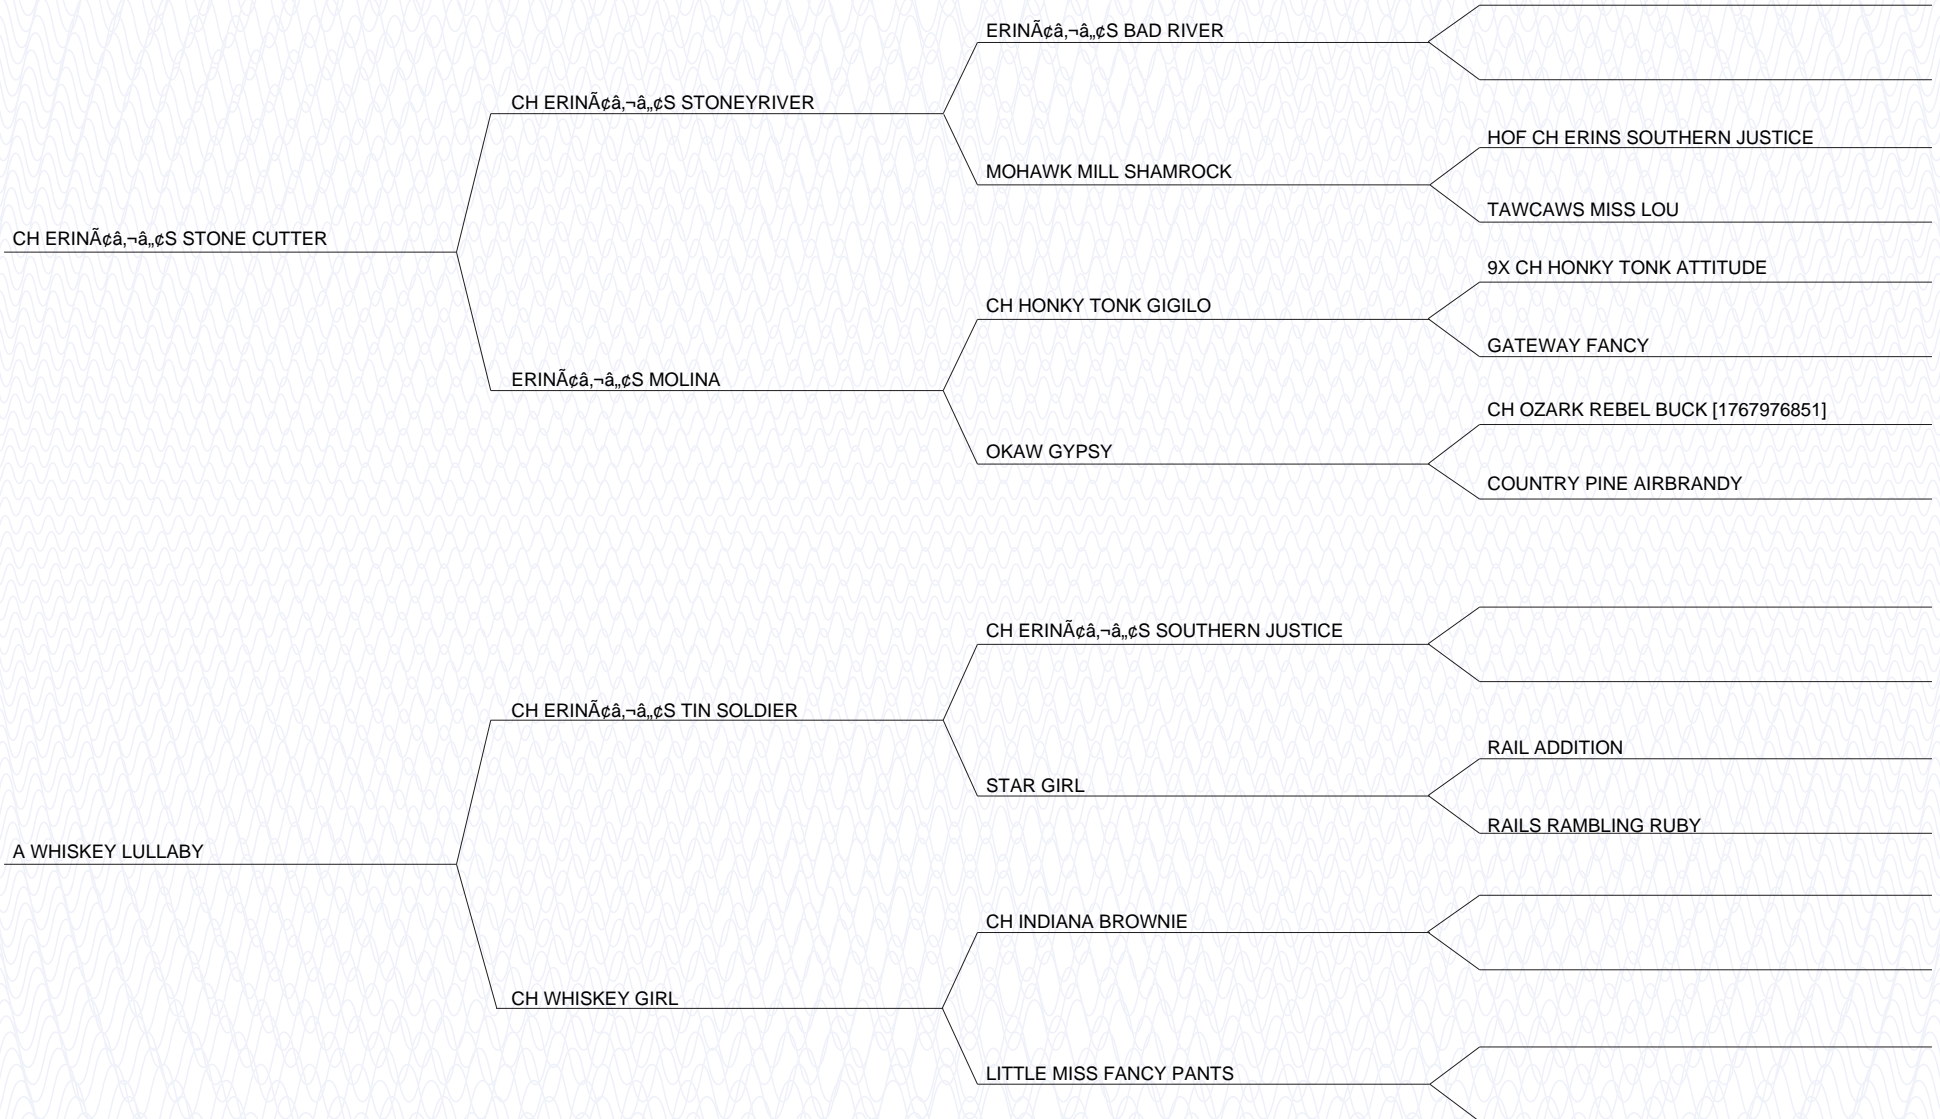 ERINÃ¢â‚¬â„¢S BAD RIVER
CH ERINÃ¢â‚¬â„¢S STONEYRIVER
HOF CH ERINS SOUTHERN JUSTICE
MOHAWK MILL SHAMROCK
TAWCAWS MISS LOU
CH ERINÃ¢â‚¬â„¢S STONE CUTTER
9X CH HONKY TONK ATTITUDE
CH HONKY TONK GIGILO
GATEWAY FANCY
ERINÃ¢â‚¬â„¢S MOLINA
CH OZARK REBEL BUCK [1767976851]
OKAW GYPSY
COUNTRY PINE AIRBRANDY
CH ERINÃ¢â‚¬â„¢S SOUTHERN JUSTICE
CH ERINÃ¢â‚¬â„¢S TIN SOLDIER
RAIL ADDITION
STAR GIRL
RAILS RAMBLING RUBY
A WHISKEY LULLABY
CH INDIANA BROWNIE
CH WHISKEY GIRL
LITTLE MISS FANCY PANTS